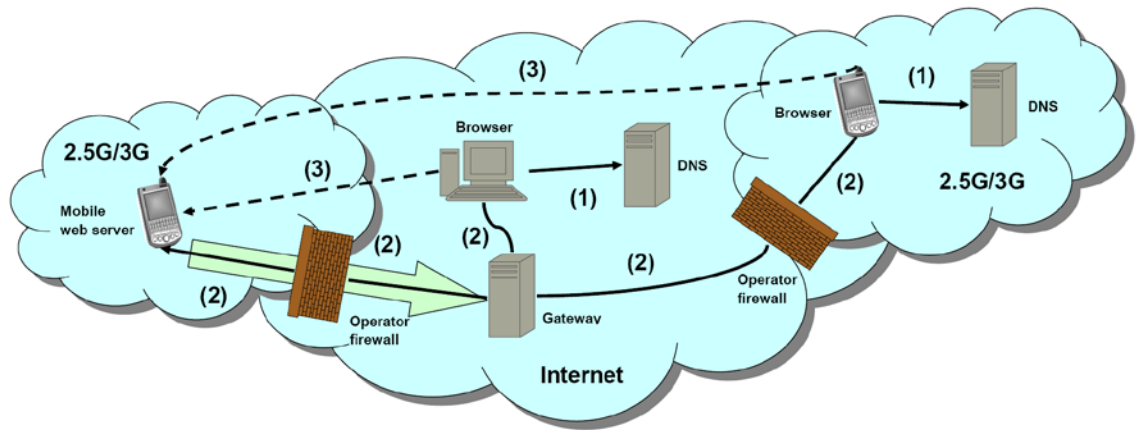 (3)
(1)
Browser
DNS
Browser
DNS
2.5G/3G
(3)
(1)
(2)
2.5G/3G
Mobile
web server
(2)
(2)
(2)
(2)
Operator
firewall
Gateway
Operator
firewall
Internet